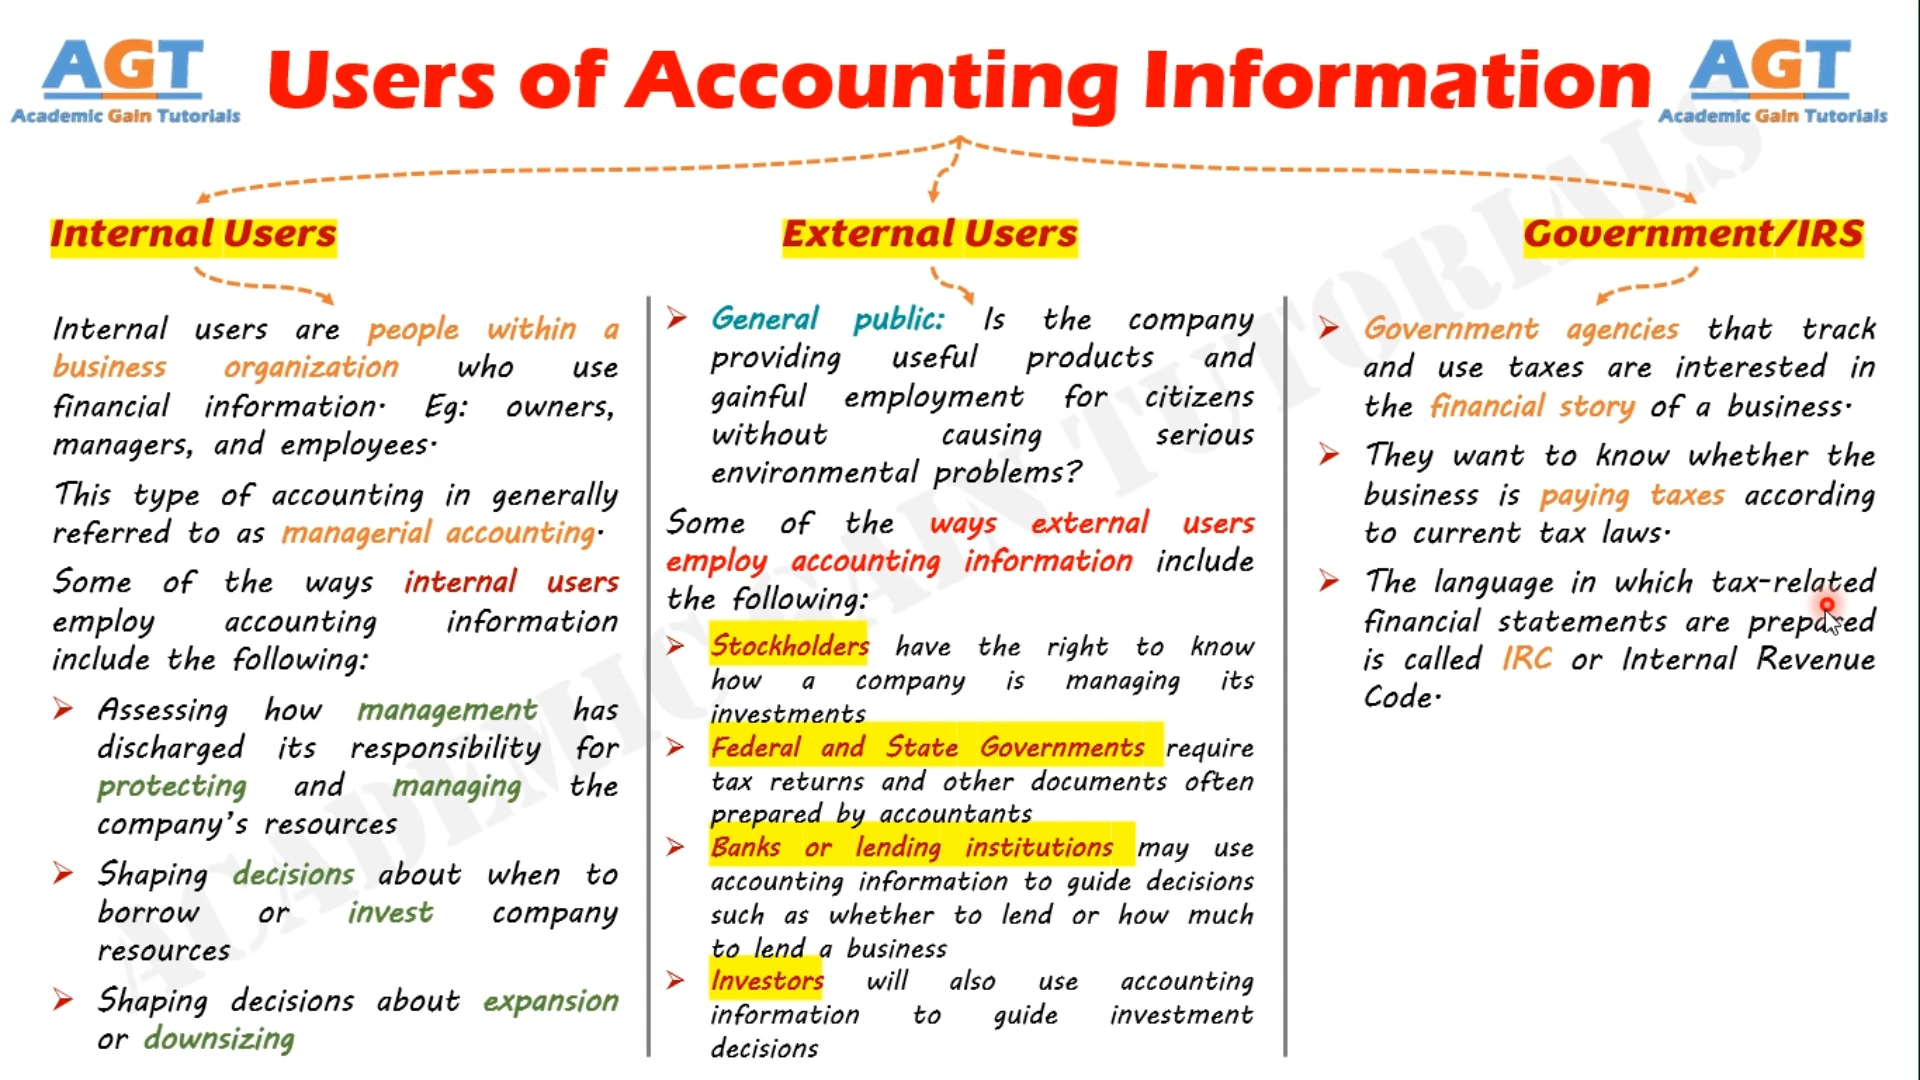 AGT
Academic Gain Tutorials
Users of Accounting Information
AGT
Academic Gain Tutorials
Internal Users
Internal users are people within a
business organization who use
financial information. Eg: owners,
managers, and employees.
This type of accounting in generally
referred to as managerial accounting.
Some of the ways internal users
employ accounting information
include the following:
Assessing how management has
discharged its responsibility for
protecting and managing the
company's resources
Shaping decisions about when to
borrow or invest company
resources
Shaping decisions about expansion
or downsizing
External Users
General public: Is the company
providing useful products and
gainful employment for citizens
without causing serious
environmental problems?
Some of the ways external users
employ accounting information include
the following:
Stockholders have the right to know
how a company is managing its
investments
Federal and State Governments require
tax returns and other documents often
prepared by accountants
Banks or lending institutions may use
accounting information to guide decisions
such as whether to lend or how much
to lend a business
Investors will also use accounting
information to guide investment
decisions
Government/IRS
Government agencies that track
and use taxes are interested in
the financial story of a business.
They want to know whether the
business is paying taxes according
to current tax laws.
The language in which tax-related
financial statements are prepared
is called IRC or Internal Revenue
Code.
ACADEMIC GAIN TUTORIALS